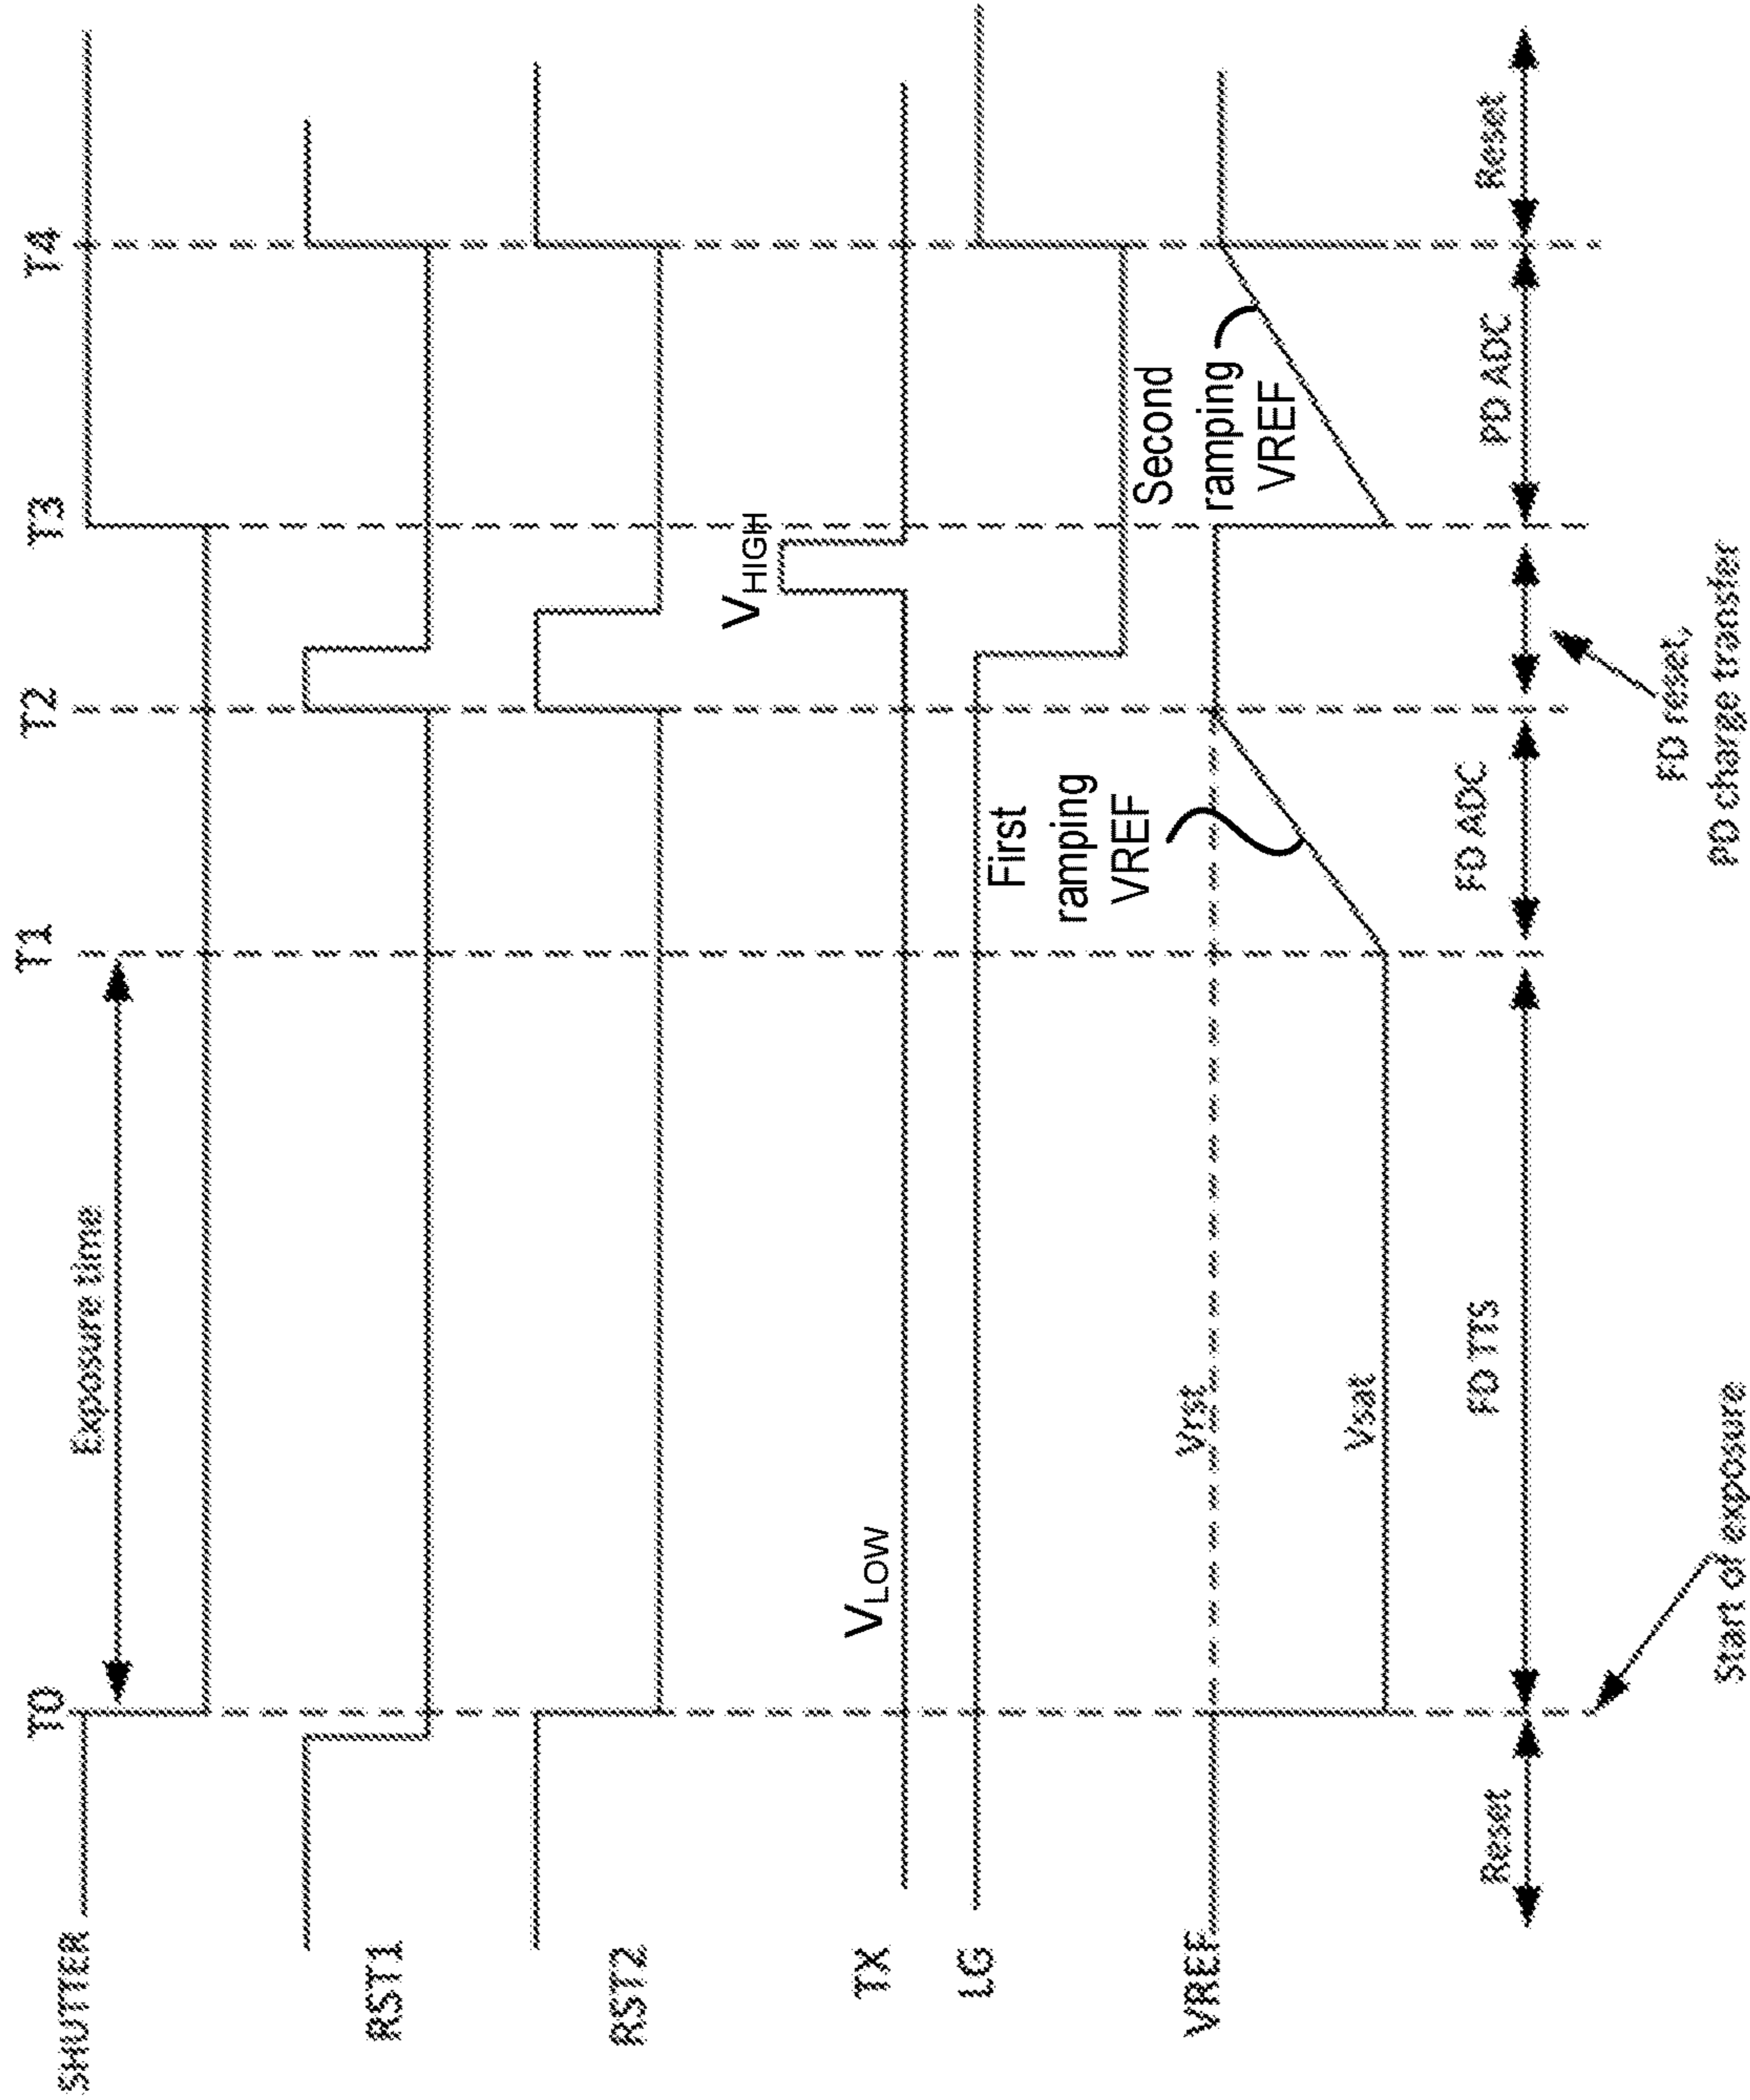 T0
T1
T2
T3
T4
SHUTTER
Exposure time
RST1
RST2
TX
VLOW
VHIGH
LG
First
ramping
VREF
Second
ramping
VREF
VREF
Vrst
Vsat
Reset
FD TTS
FD ADC
PD ADC
Reset
Start of exposure
FD reset,
PD charge transfer